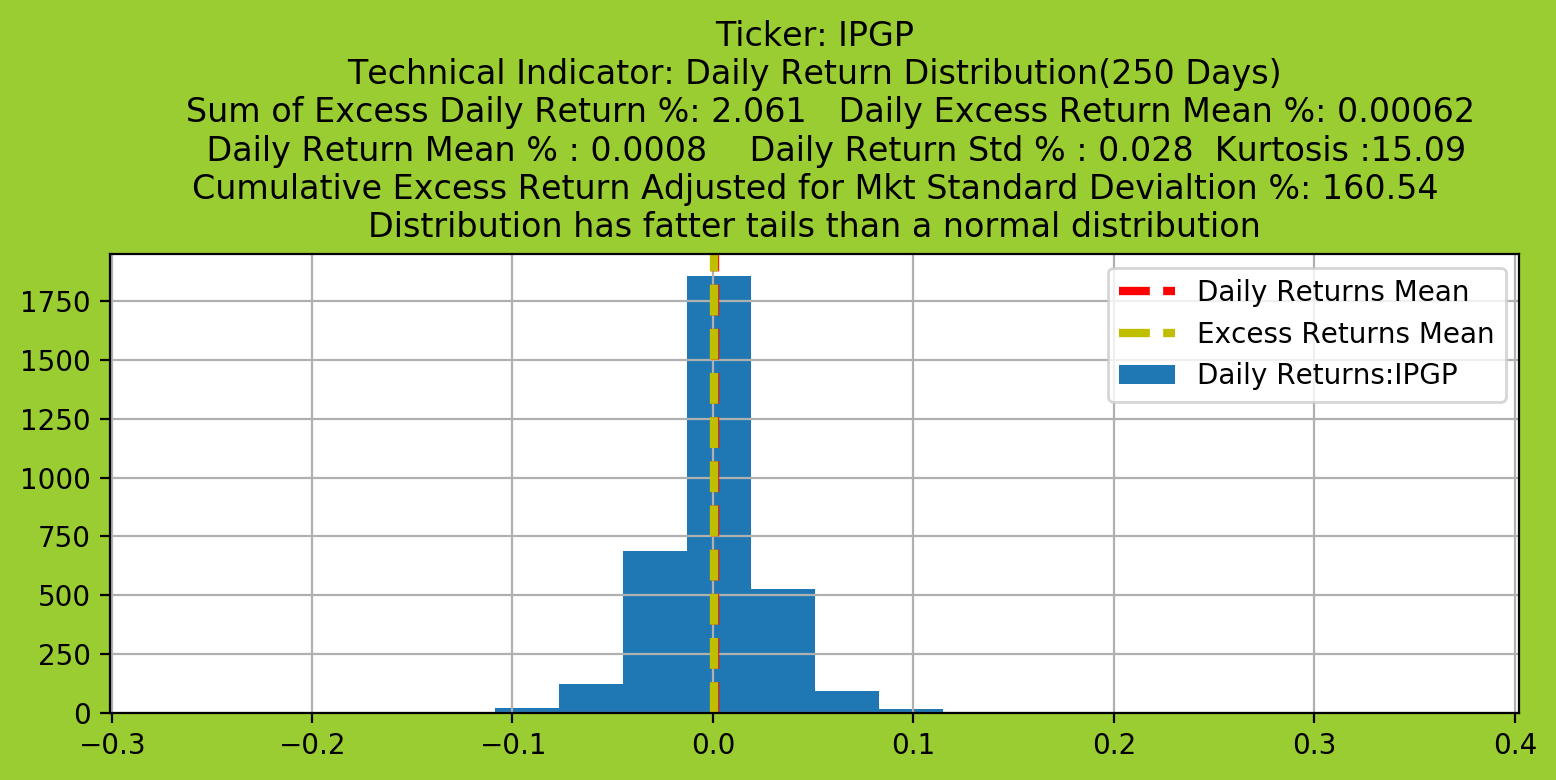 Ticker: IPGP
Technical Indicator: Daily Return Distribution(250 Days)
Sum of Excess Daily Return %: 2.061   Daily Excess Return Mean %: 0.00062
Daily Return Mean % : 0.0008    Daily Return Std % : 0.028  Kurtosis :15.09
Cumulative Excess Return Adjusted for Mkt Standard Devialtion %: 160.54
Distribution has fatter tails than a normal distribution
1750
1500
1250
1000
750
500
250
0
Daily Returns Mean
Excess Returns Mean
Daily Returns:IPGP
−0.3 −0.2 −0.1 0.0 0.1 0.2 0.3 0.4